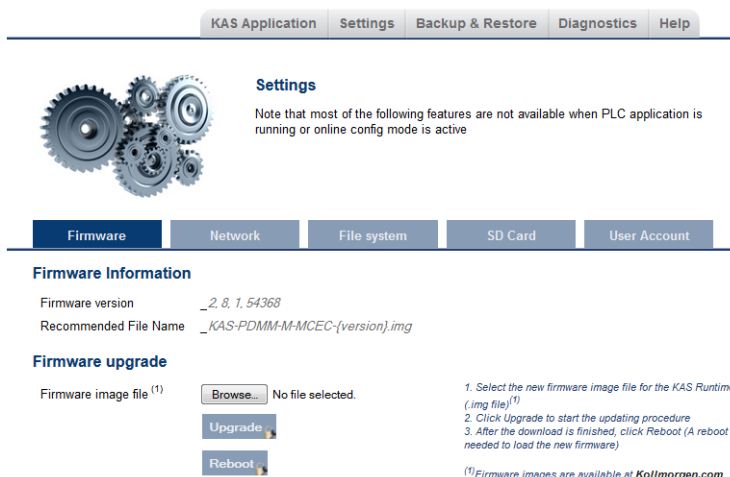 KAS Application Settings Backup & Restore Diagnostics Help
Settings
Note that most of the following features are not available when PLC application is
running or online config mode is active
Firmware Network File system SD Card User Account
Firmware Information
Firmware version _2, 8, 1, 54368
Recommended File Name _KAS-PDMM-M-MCEC-{version}.img
Firmware upgrade
Firmware image file (1) Browse... No file selected.
Upgrade
Reboot
1. Select the new firmware image file for the KAS Runtime
(.img file)(1)
2. Click Upgrade to start the updating procedure
3. After the download is finished, click Reboot (A reboot
needed to load the new firmware)
(1)Firmware images are available at Kollmorgen.com